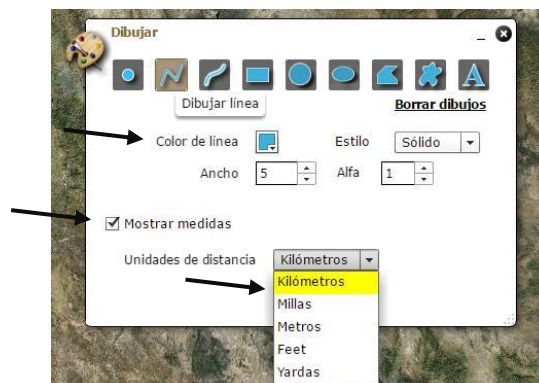 Dibujar
A
Dibujar línea
Borrar dibujos
Color de línea
Estilo
Sólido
Ancho
5
Alfa
1
Mostrar medidas
Unidades de distancia
Kilómetros
Kilómetros
Millas
Metros
Feet
Yardas